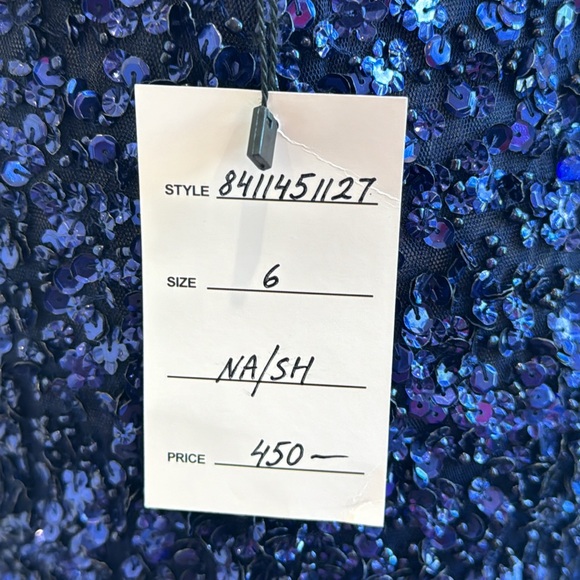 STYLE 8411451127
SIZE 6
NA/SH
PRICE 450—